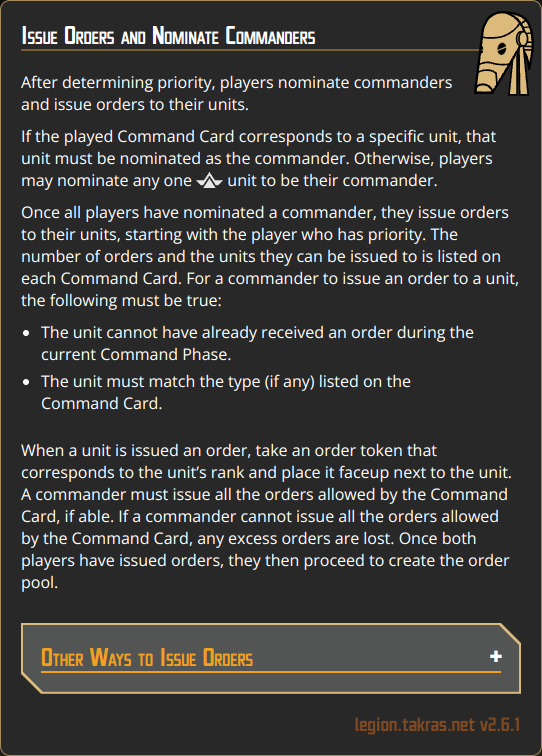 Issue Orders and Nominate Commanders
After determining priority, players nominate commanders
and issue orders to their units.
If the played Command Card corresponds to a specific unit, that
unit must be nominated as the commander. Otherwise, players
may nominate any one unit to be their commander.
Once all players have nominated a commander, they issue orders
to their units, starting with the player who has priority. The
number of orders and the units they can be issued to is listed on
each Command Card. For a commander to issue an order to a unit,
the following must be true:
• The unit cannot have already received an order during the
current Command Phase.
• The unit must match the type (if any) listed on the
Command Card.
When a unit is issued an order, take an order token that
corresponds to the unit’s rank and place it faceup next to the unit.
A commander must issue all the orders allowed by the Command
Card, if able. If a commander cannot issue all the orders allowed
by the Command Card, any excess orders are lost. Once both
players have issued orders, they then proceed to create the order
pool.
Other Ways to Issue Orders +
legion.takras.net v2.6.1